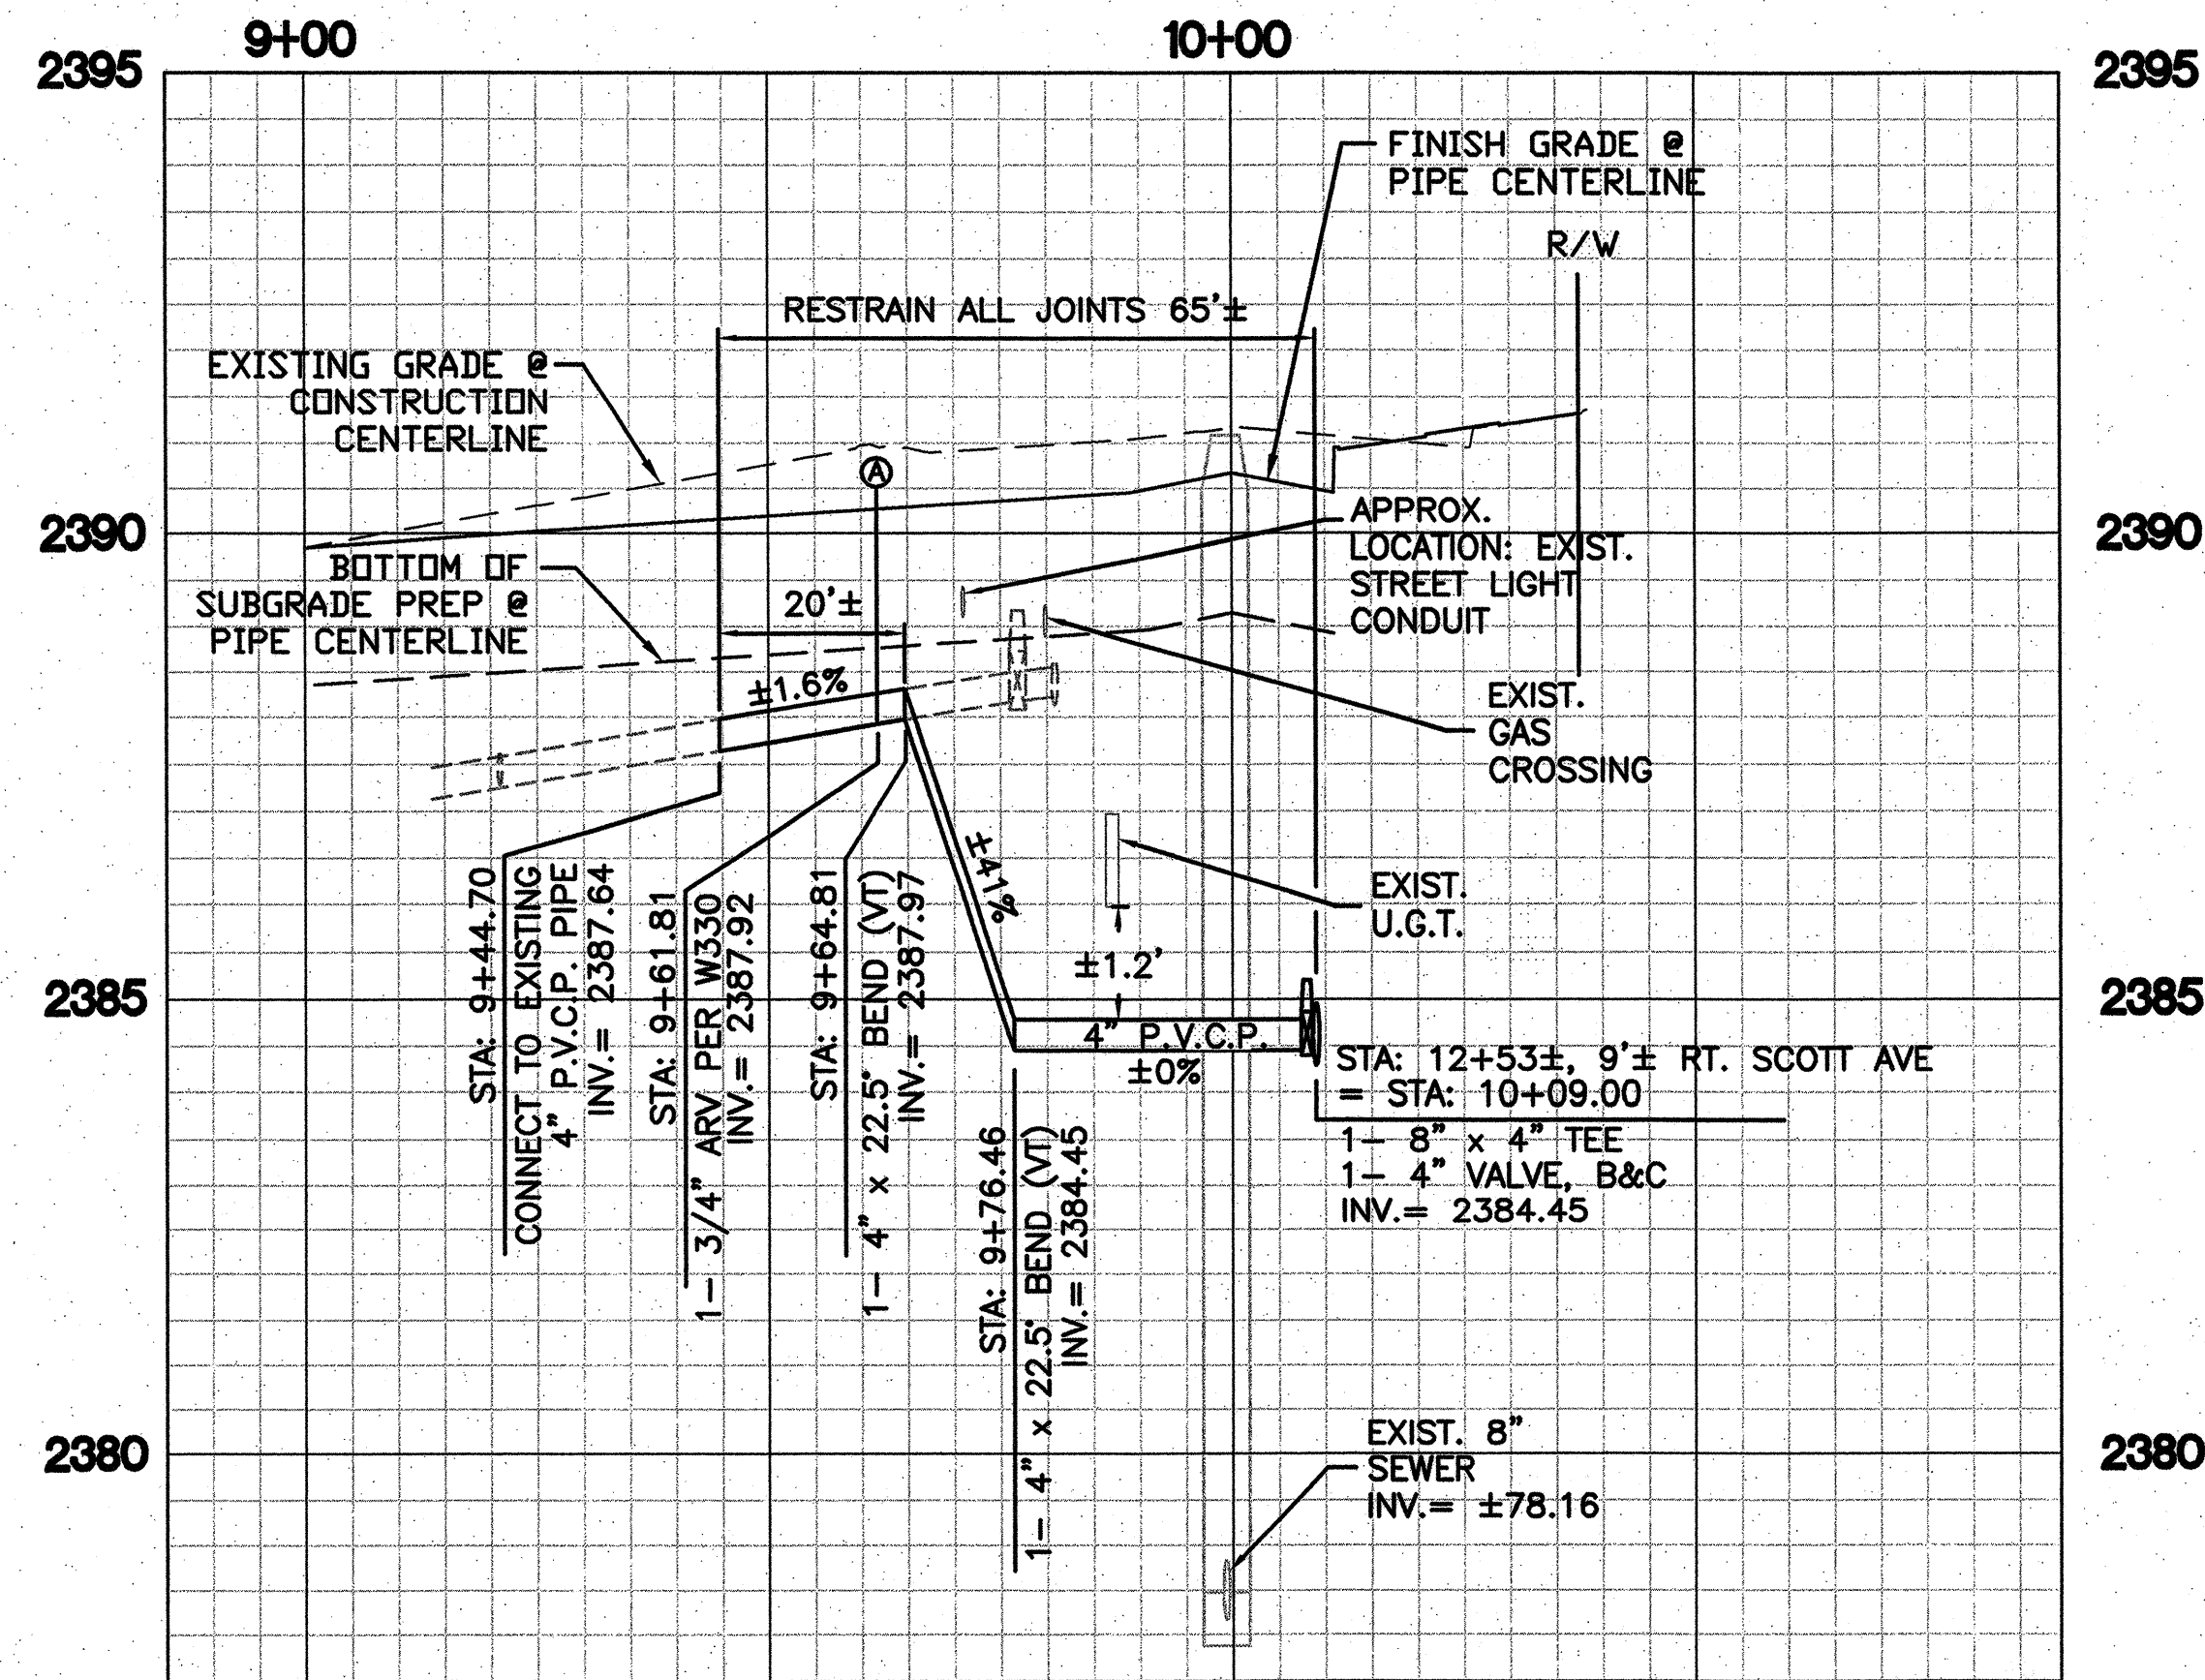 9+00
10+00
2395
2395
FINISH GRADE @
PIPE CENTERLINE
R/W
RESTRAIN ALL JOINTS 65'±
EXISTING GRADE @
CONSTRUCTION
CENTERLINE
A
2390
2390
APPROX.
LOCATION: EXIST.
STREET LIGHT
CONDUIT
BOTTOM OF
SUBGRADE PREP @
PIPE CENTERLINE
20'±
±1.6%
EXIST.
GAS
CROSSING
±41%
EXIST.
U.G.T.
±1.2'
2385
2385
STA: 9+44.70
CONNECT TO EXISTING
4" P.V.C.P. PIPE
INV.= 2387.64
STA: 9+61.81
1- 3/4" ARV PER W330
INV.= 2387.92
STA: 9+64.81
1- 4" x 22.5° BEND (VT)
INV.= 2387.97
STA: 9+76.46
1- 4" x 22.5° BEND (VT)
INV.= 2384.45
4" P.V.C.P.
±0%
STA: 12+53±, 9'± RT. SCOTT AVE
= STA: 10+09.00
1- 8" x 4" TEE
1- 4" VALVE, B&C
INV.= 2384.45
2380
2380
EXIST. 8"
SEWER
INV.= ±78.16